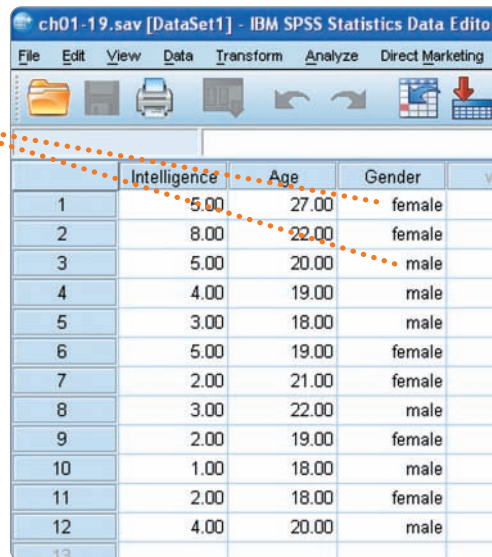 ch01-19.sav [DataSet1] - IBM SPSS Statistics Data Edito
File Edit View Data Transform Analyze Direct Marketing
Intelligence Age Gender v
1 5.00 27.00 female
2 8.00 22.00 female
3 5.00 20.00 male
4 4.00 19.00 male
5 3.00 18.00 male
6 5.00 19.00 female
7 2.00 21.00 female
8 3.00 22.00 male
9 2.00 19.00 female
10 1.00 18.00 male
11 2.00 18.00 female
12 4.00 20.00 male
13